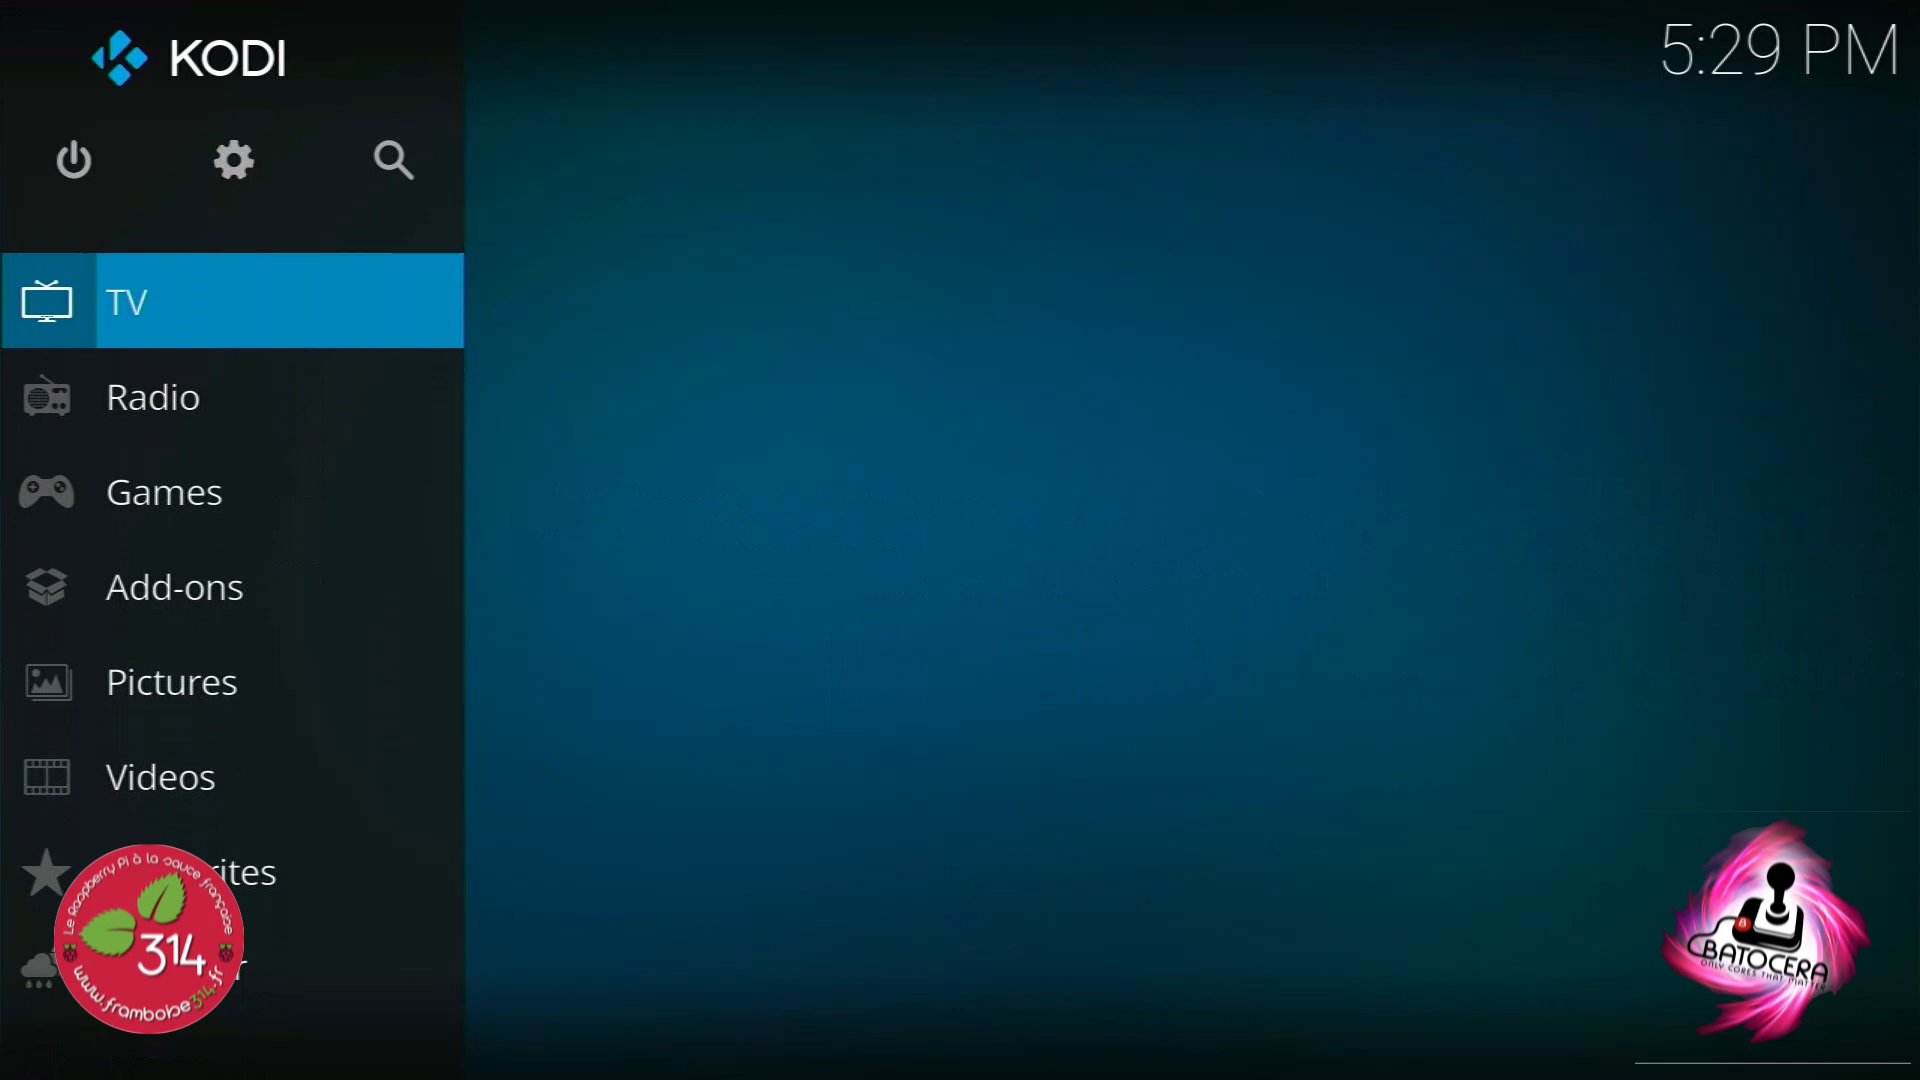 KODI
5:29 PM
TV
Radio
Games
Add-ons
Pictures
Videos
rites
r
Le Raspberry Pi à la sauce française
314
www.framboise314.fr
BATOCERA
ONLY CORES THAT MATTER